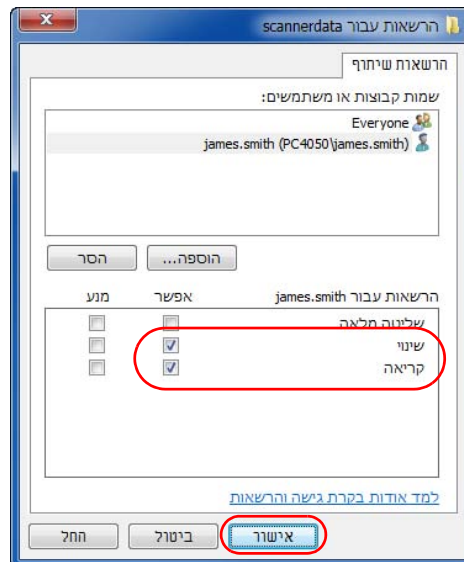 הרשאות עבור scannerdata
הרשאות שיתוף
שמות קבוצות או משתמשים:
Everyone
james.smith (PC4050\james.smith)
הוספה... הסר
הרשאות עבור james.smith אפשר מנע
שליטה מלאה
שינוי
קריאה
למד אודות בקרת גישה והרשאות
אישור ביטול החל